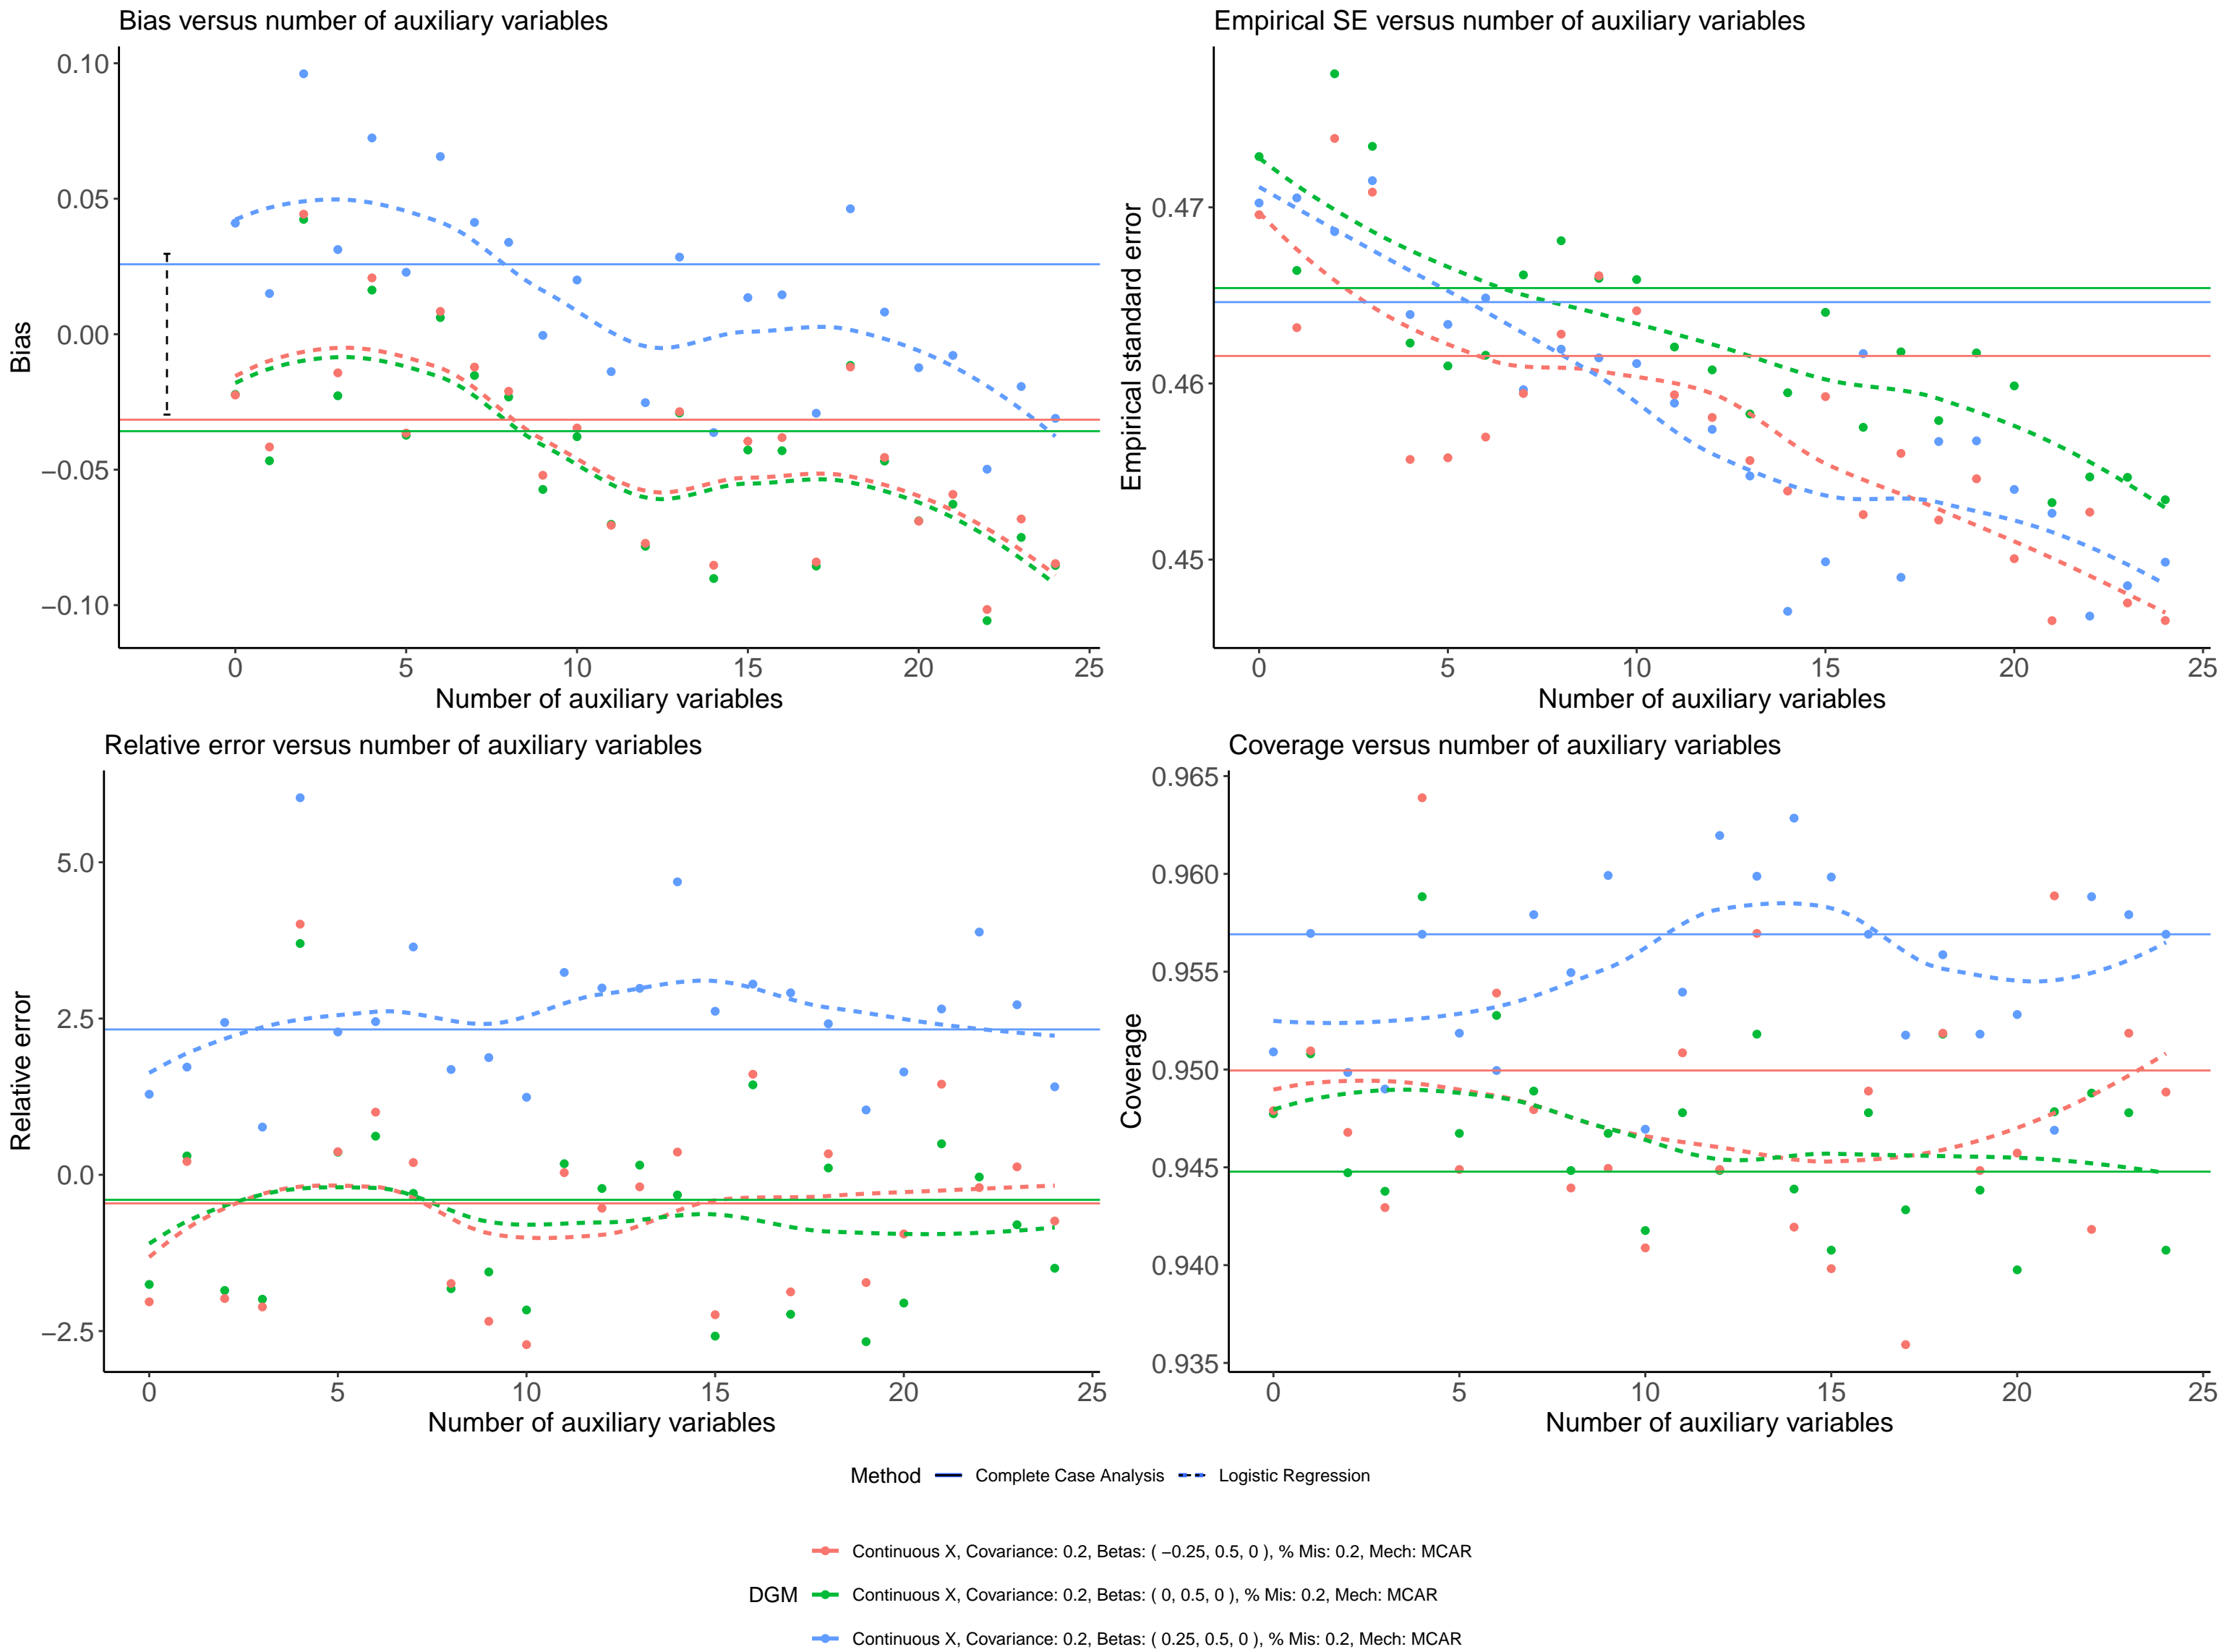 Bias versus number of auxiliary variables
0.10
0.05
0.00
−0.05
−0.10
Bias
0 5 10 15 20 25
Number of auxiliary variables
Empirical SE versus number of auxiliary variables
0.47
0.46
0.45
Empirical standard error
0 5 10 15 20 25
Number of auxiliary variables
Relative error versus number of auxiliary variables
5.0
2.5
0.0
−2.5
Relative error
0 5 10 15 20 25
Number of auxiliary variables
Coverage versus number of auxiliary variables
0.965
0.960
0.955
0.950
0.945
0.940
0.935
Coverage
0 5 10 15 20 25
Number of auxiliary variables
Method Complete Case Analysis Logistic Regression
DGM
Continuous X, Covariance: 0.2, Betas: ( −0.25, 0.5, 0 ), % Mis: 0.2, Mech: MCAR
Continuous X, Covariance: 0.2, Betas: ( 0, 0.5, 0 ), % Mis: 0.2, Mech: MCAR
Continuous X, Covariance: 0.2, Betas: ( 0.25, 0.5, 0 ), % Mis: 0.2, Mech: MCAR